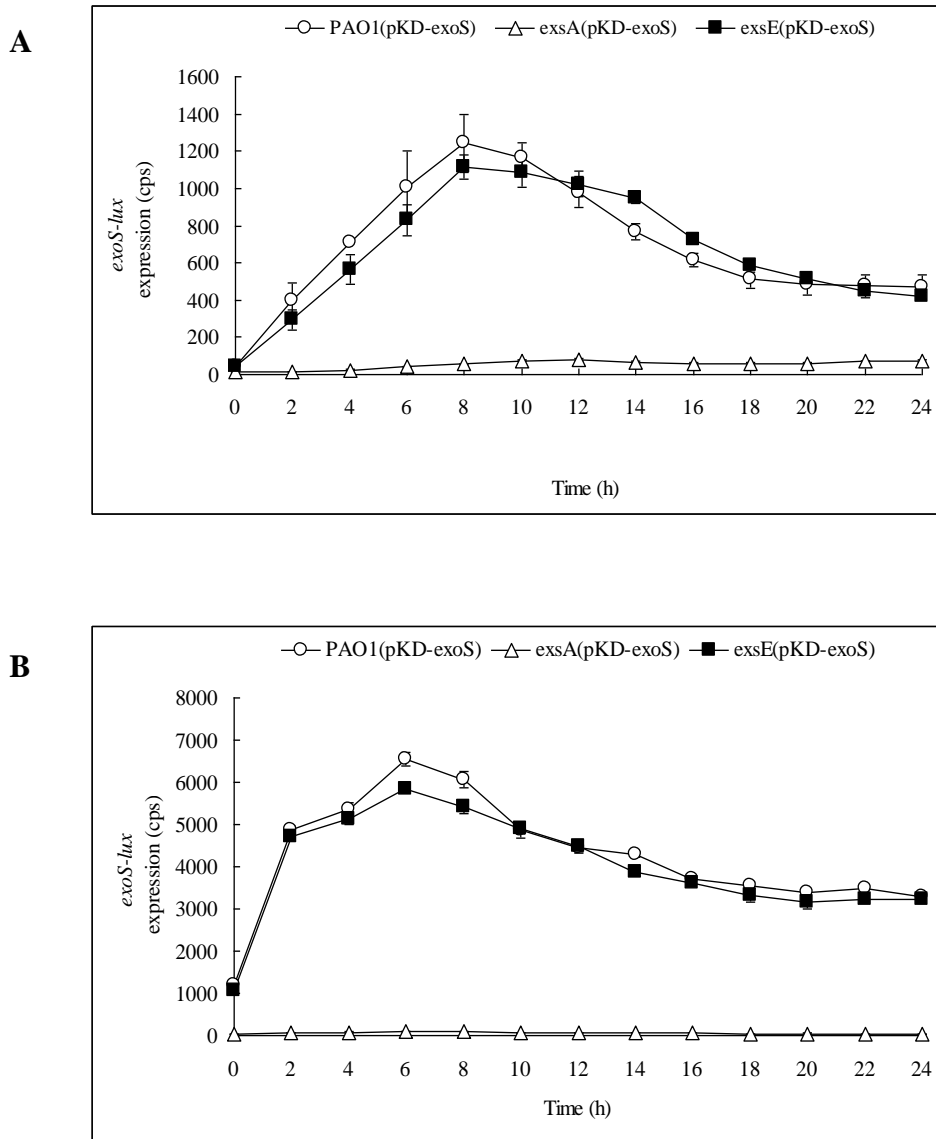 A
PAO1(pKD-exoS) exsA(pKD-exoS) exsE(pKD-exoS)
exoS-lux
expression (cps)
1600
1400
1200
1000
800
600
400
200
0
0 2 4 6 8 10 12 14 16 18 20 22 24
Time (h)
B
PAO1(pKD-exoS) exsA(pKD-exoS) exsE(pKD-exoS)
exoS-lux
expression (cps)
8000
7000
6000
5000
4000
3000
2000
1000
0
0 2 4 6 8 10 12 14 16 18 20 22 24
Time (h)